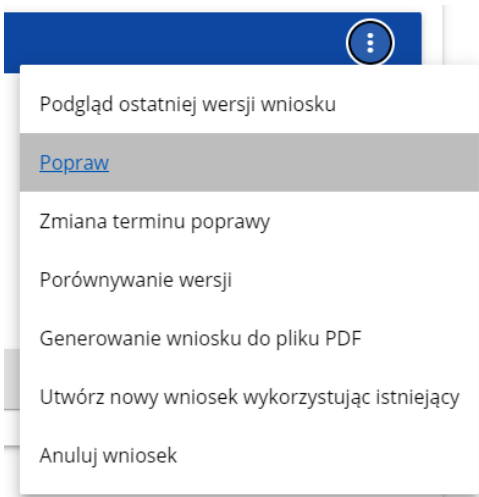 Podgląd ostatniej wersji wniosku
Popraw
Zmiana terminu poprawy
Porównywanie wersji
Generowanie wniosku do pliku PDF
Utwórz nowy wniosek wykorzystując istniejący
Anuluj wniosek